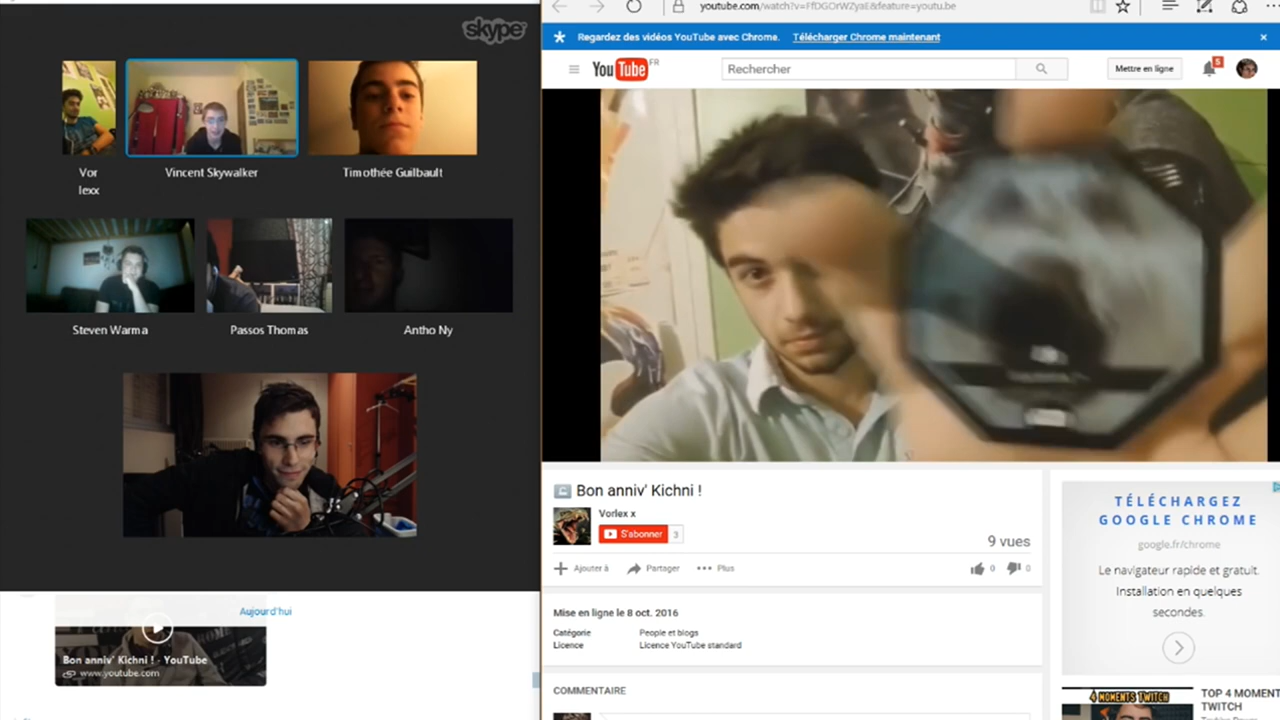 skype
Vor
lexx
Vincent Skywalker
Timothée Guilbault
Steven Warma
Passos Thomas
Antho Ny
Aujourd'hui
Bon anniv' Kichni ! - YouTube
www.youtube.com
youtube.com/watch?v=FfDGOrWZyaE&feature=youtu.be
Regardez des vidéos YouTube avec Chrome. Télécharger Chrome maintenant
YouTube FR
Rechercher
Mettre en ligne
5
Bon anniv' Kichni !
Vorlex x
S'abonner 3
9 vues
Ajouter à
Partager
Plus
0
0
Mise en ligne le 8 oct. 2016
Catégorie People et blogs
Licence Licence YouTube standard
COMMENTAIRE
TÉLÉCHARGEZ
GOOGLE CHROME
google.fr/chrome
Le navigateur rapide et gratuit.
Installation en quelques
secondes.
4 MOMENTS TWITCH
TOP 4 MOMENT
TWITCH